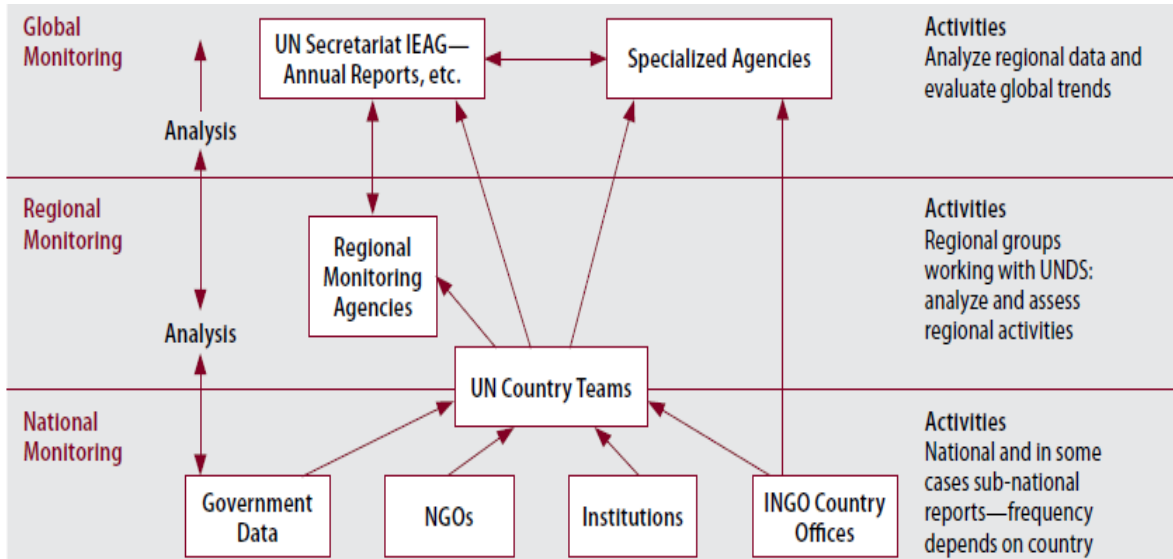 Global
Monitoring
UN Secretariat IEAG—
Annual Reports, etc.
Specialized Agencies
Activities
Analyze regional data and
evaluate global trends
Analysis
Regional
Monitoring
Regional
Monitoring
Agencies
Activities
Regional groups
working with UNDS:
analyze and assess
regional activities
Analysis
UN Country Teams
National
Monitoring
Government
Data
NGOs
Institutions
INGO Country
Offices
Activities
National and in some
cases sub-national
reports—frequency
depends on country